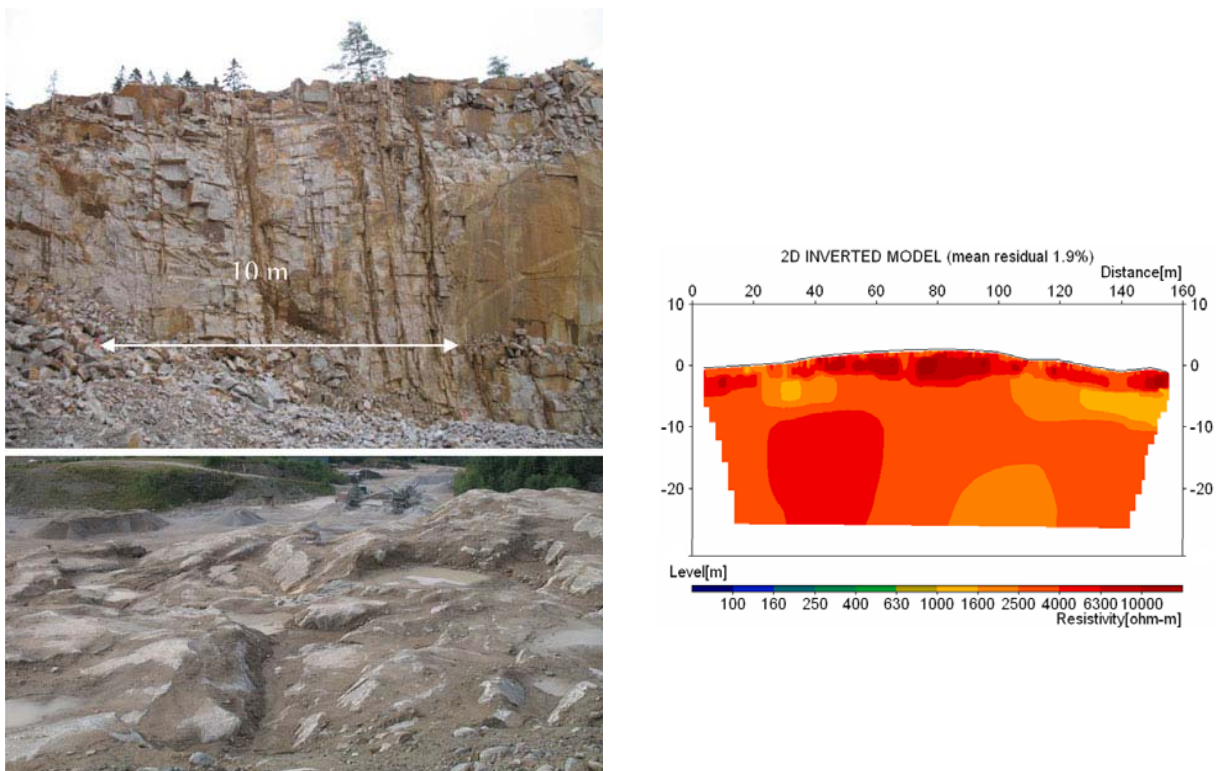 10 m
2D INVERTED MODEL (mean residual 1.9%)
Distance[m]
0 20 40 60 80 100 120 140 160
10 10
0 0
-10 -10
-20 -20
Level[m]
100 160 250 400 630 1000 1600 2500 4000 6300 10000
Resistivity[ohm-m]